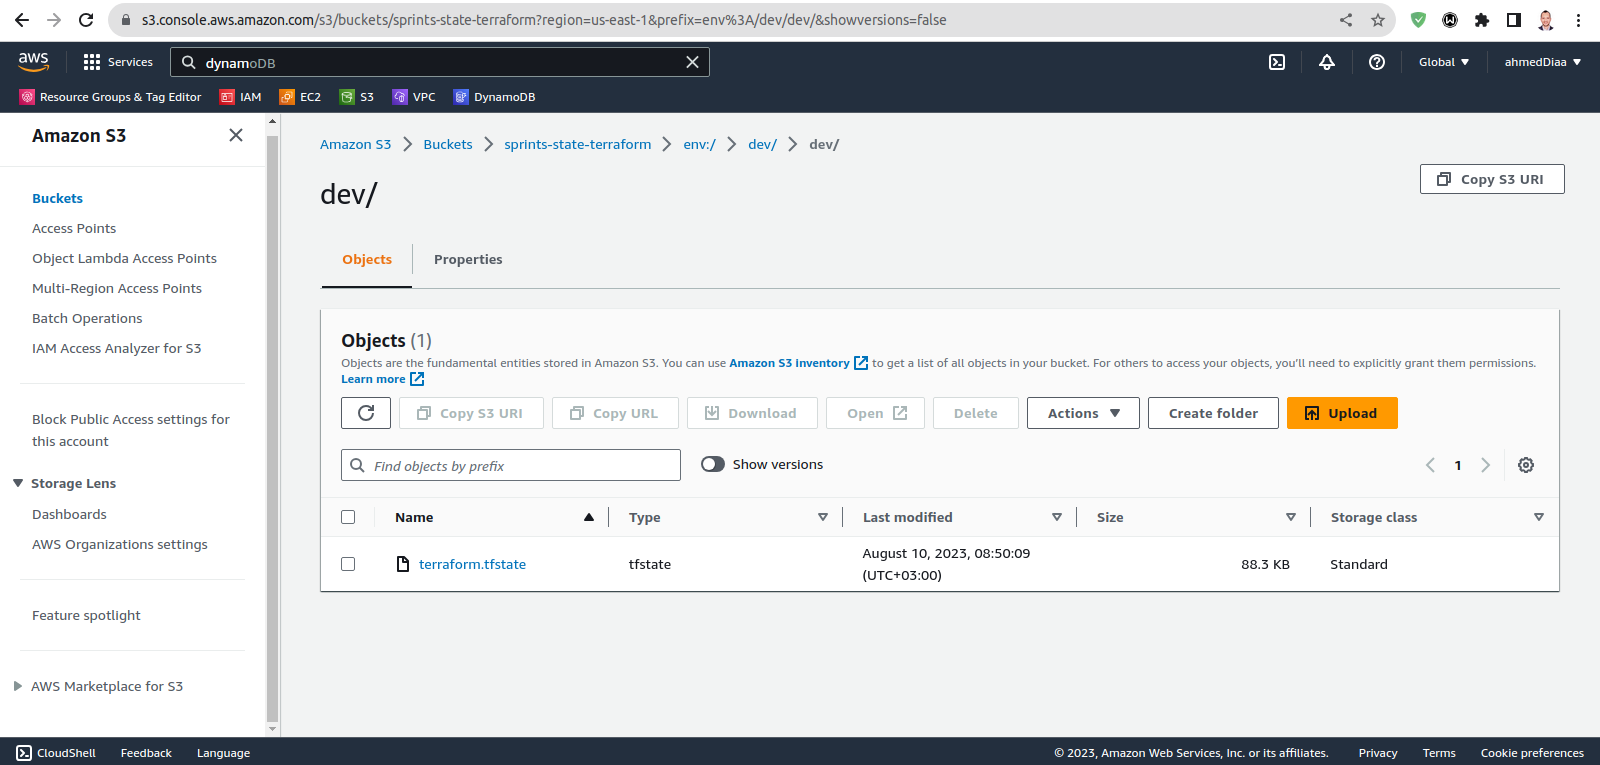 s3.console.aws.amazon.com/s3/buckets/sprints-state-terraform?region=us-east-1&prefix=env%3A/dev/dev/&showversions=false
aws
Services
dynamoDB
Global
ahmedDiaa
Resource Groups & Tag Editor
IAM
EC2
S3
VPC
DynamoDB
Amazon S3
Buckets
Access Points
Object Lambda Access Points
Multi-Region Access Points
Batch Operations
IAM Access Analyzer for S3
Block Public Access settings for
this account
Storage Lens
Dashboards
AWS Organizations settings
Feature spotlight
AWS Marketplace for S3
Amazon S3
Buckets
sprints-state-terraform
env:/
dev/
dev/
dev/
Copy S3 URI
Objects
Properties
Objects (1)
Objects are the fundamental entities stored in Amazon S3. You can use Amazon S3 inventory to get a list of all objects in your bucket. For others to access your objects, you'll need to explicitly grant them permissions.
Learn more
Copy S3 URI
Copy URL
Download
Open
Delete
Actions
Create folder
Upload
Find objects by prefix
Show versions
1
Name
Type
Last modified
Size
Storage class
terraform.tfstate
tfstate
August 10, 2023, 08:50:09
(UTC+03:00)
88.3 KB
Standard
CloudShell
Feedback
Language
© 2023, Amazon Web Services, Inc. or its affiliates.
Privacy
Terms
Cookie preferences